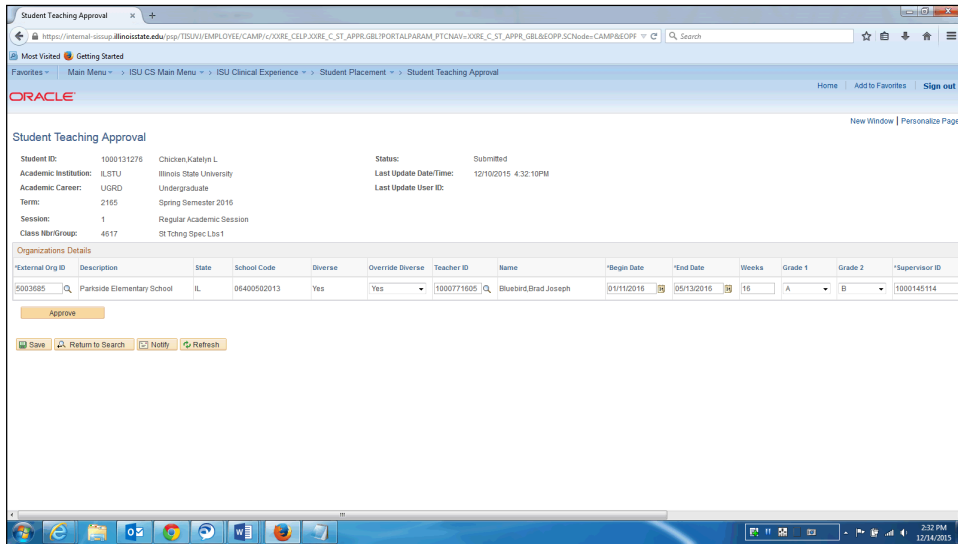 Student Teaching Approval × +
https://internal-sissup.illinoisstate.edu/psp/TISUVJ/EMPLOYEE/CAMP/c/XXRE_CELP.XXRE_C_ST_APPR.GBL?PORTALPARAM_PTCNAV=XXRE_C_ST_APPR_GBL&EOPP.SCNode=CAMP&EOPF Search
Most Visited Getting Started
Favorites Main Menu > ISU CS Main Menu > ISU Clinical Experience > Student Placement > Student Teaching Approval
Home Add to Favorites Sign out
ORACLE
New Window | Personalize Page
Student Teaching Approval
Student ID: 1000131276 Chicken,Katelyn L Status: Submitted
Academic Institution: ILSTU Illinois State University Last Update Date/Time: 12/10/2015 4:32:10PM
Academic Career: UGRD Undergraduate Last Update User ID:
Term: 2165 Spring Semester 2016
Session: 1 Regular Academic Session
Class Nbr/Group: 4617 St Tchng Spec Lbs1
Organizations Details
*External Org ID Description State School Code Diverse Override Diverse Teacher ID Name *Begin Date *End Date Weeks Grade 1 Grade 2 *Supervisor ID
5003685 Parkside Elementary School IL 06400502013 Yes Yes 1000771605 Bluebird,Brad Joseph 01/11/2016 05/13/2016 16 A B 1000145114
Approve
Save Return to Search Notify Refresh
2:32 PM
12/14/2015